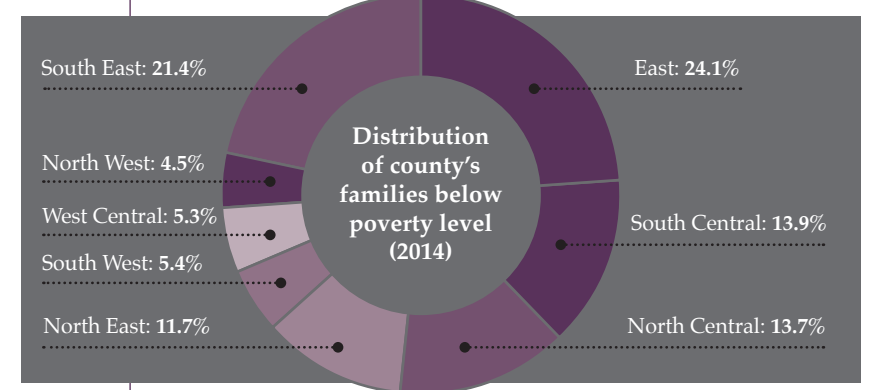 South East: 21.4%
East: 24.1%
Distribution
of county’s
families below
poverty level
(2014)
North West: 4.5%
West Central: 5.3%
South Central: 13.9%
South West: 5.4%
North East: 11.7%
North Central: 13.7%